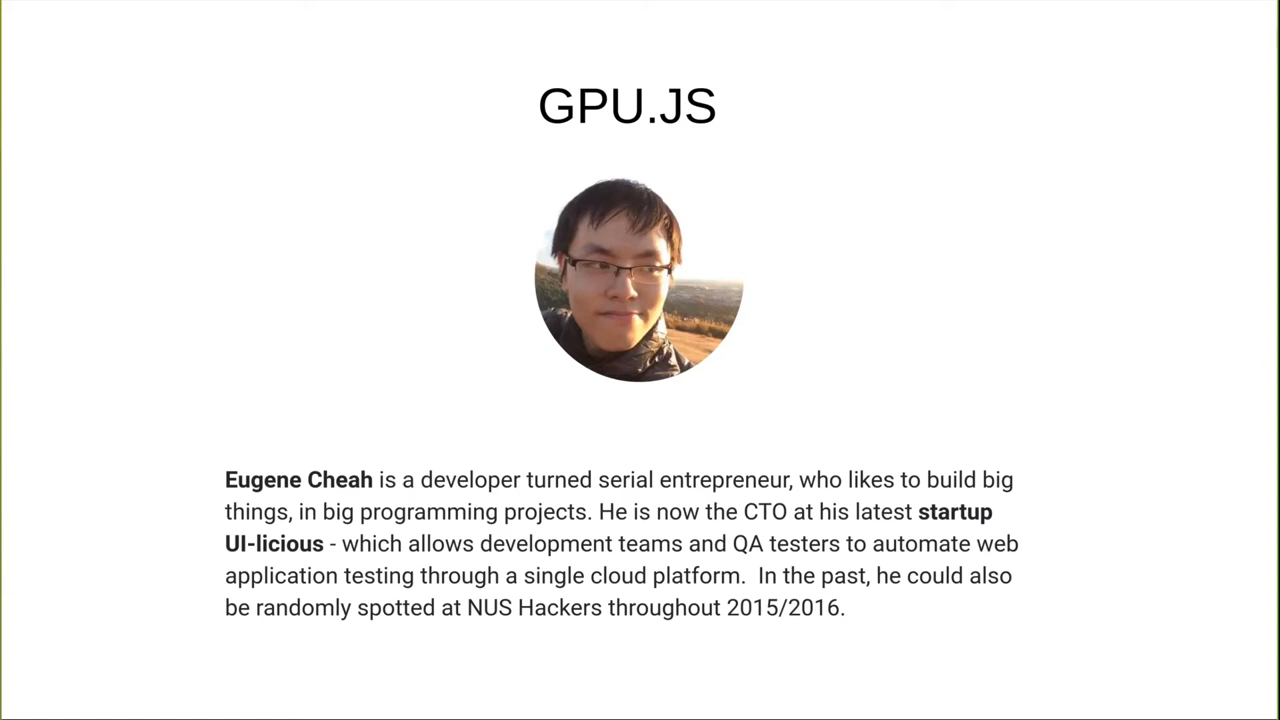 GPU.JS
Eugene Cheah is a developer turned serial entrepreneur, who likes to build big
things, in big programming projects. He is now the CTO at his latest startup
UI-licious - which allows development teams and QA testers to automate web
application testing through a single cloud platform.  In the past, he could also
be randomly spotted at NUS Hackers throughout 2015/2016.